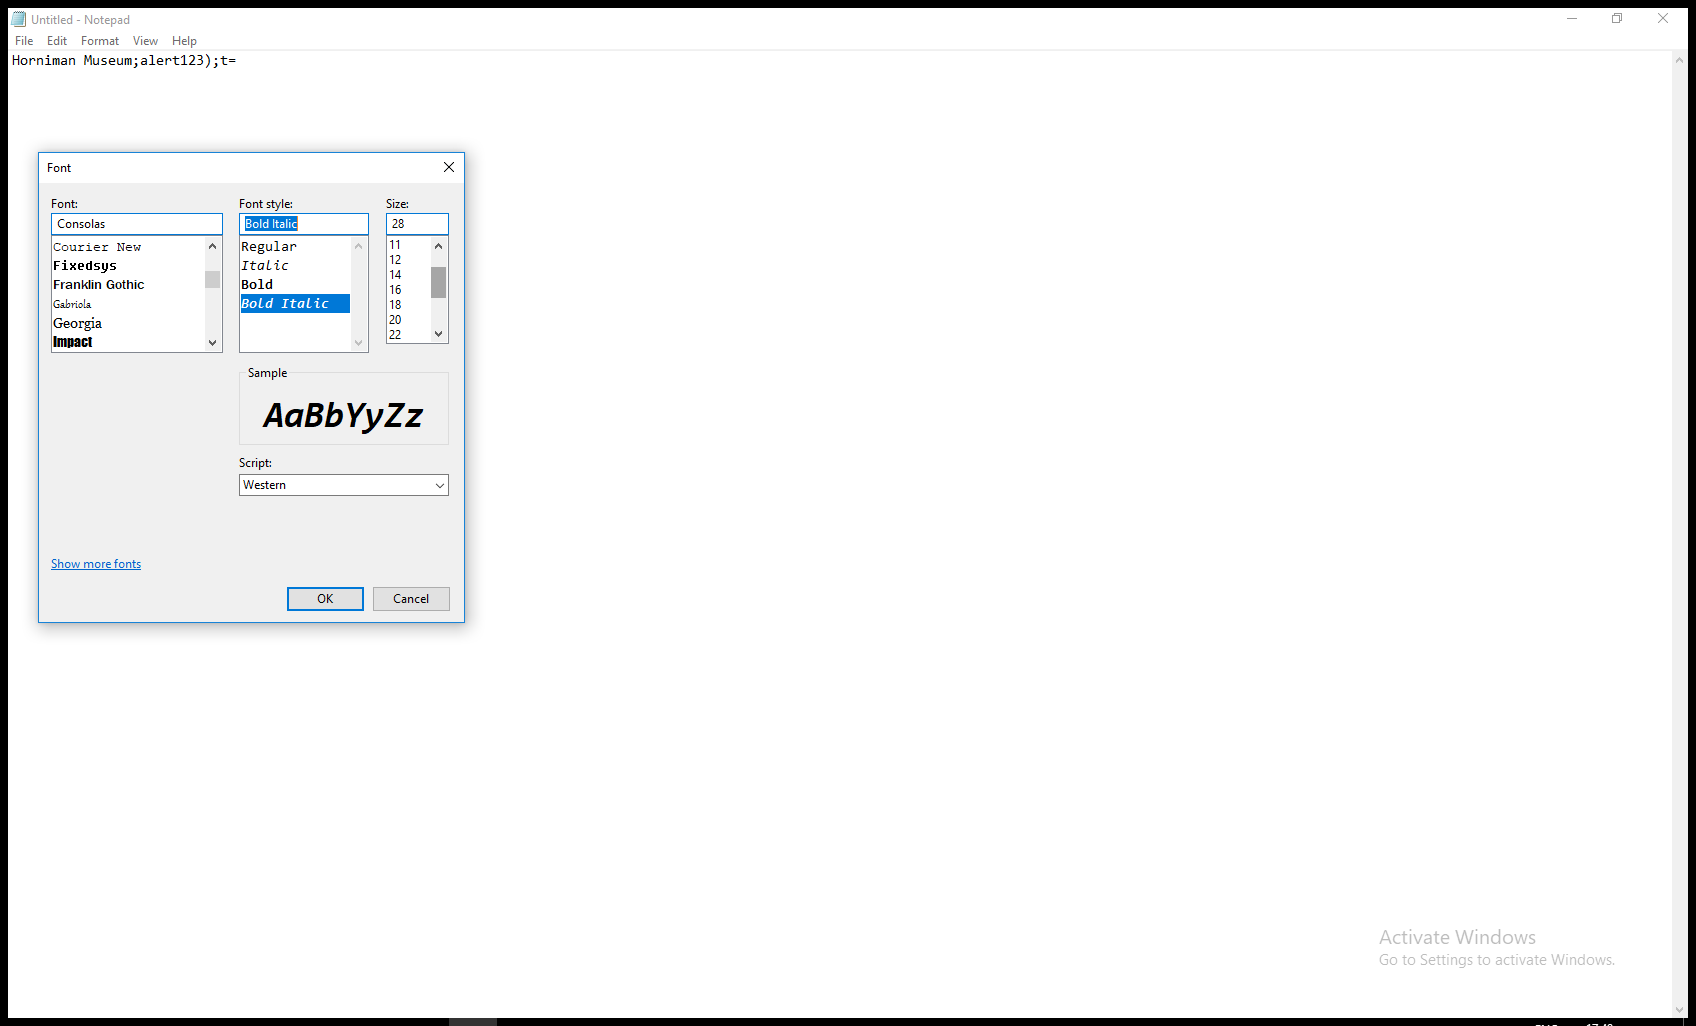 Untitled - Notepad
File Edit Format View Help
Horniman Museum;alert123);t=
Font
Font: Font style: Size:
Consolas Bold Italic 28
Courier New
Fixedsys
Franklin Gothic
Gabriola
Georgia
Impact
Regular
Italic
Bold
Bold Italic
11
12
14
16
18
20
22
Sample
AaBbYyZz
Script:
Western
Show more fonts
OK Cancel
Activate Windows
Go to Settings to activate Windows.